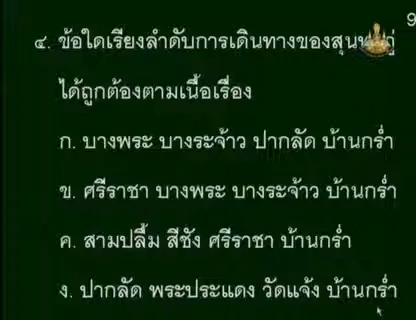 9
๔. ข้อใดเรียงลำดับการเดินทางของสุนทรภู่
ได้ถูกต้องตามเนื้อเรื่อง
ก. บางพระ บางระจ้าว ปากลัด บ้านกร่ำ
ข. ศรีราชา บางพระ บางระจ้าว บ้านกร่ำ
ค. สามปลื้ม สีชัง ศรีราชา บ้านกร่ำ
ง. ปากลัด พระประแดง วัดแจ้ง บ้านกร่ำ